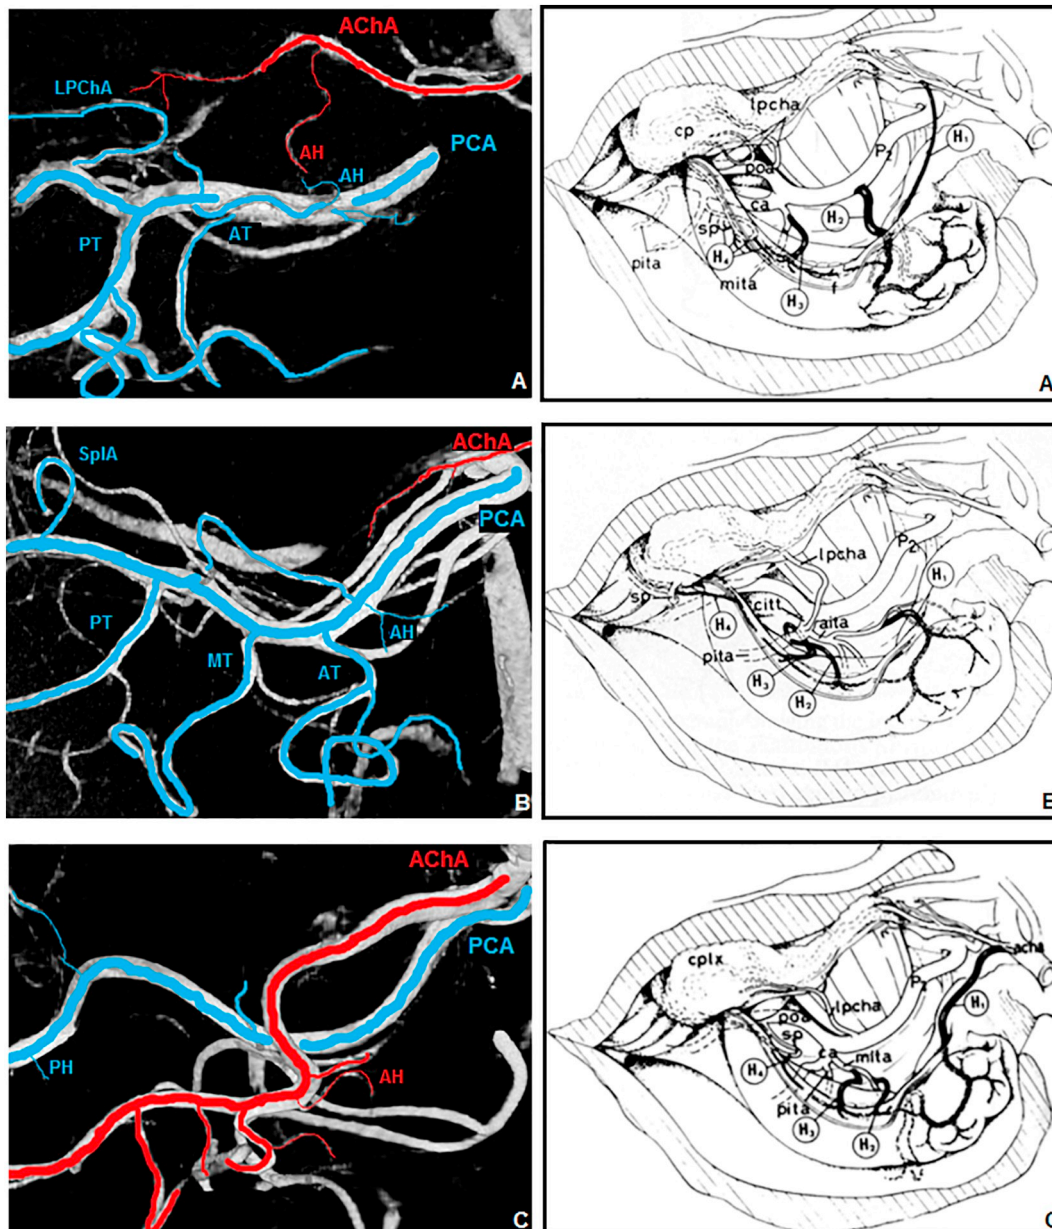 AChA
LPChA
AH
AH
PCA
PT
AT
A
cp
lpcha
poa
P2
H1
ca
H2
sp
H4
pita
mita
H3
f
A
SplA
AChA
PCA
PT
MT
AT
AH
B
lpcha
P2
H1
sp
citt
aita
H4
pita
H3
H2
AChA
PCA
PH
AH
C
cplx
lpcha
P
acha
H1
poa
sp
ca
mita
H4
pita
H3
H2